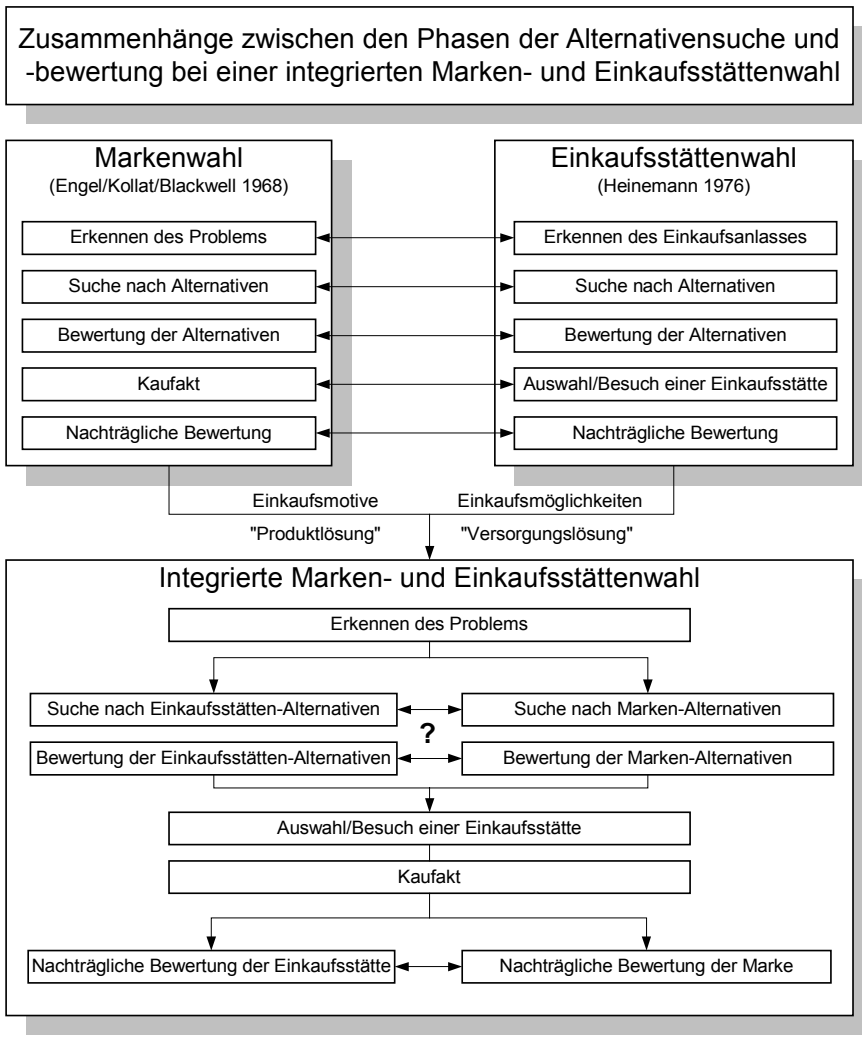 Zusammenhänge zwischen den Phasen der Alternativensuche und
-bewertung bei einer integrierten Marken- und Einkaufsstättenwahl
Markenwahl
(Engel/Kollat/Blackwell 1968)
Erkennen des Problems
Suche nach Alternativen
Bewertung der Alternativen
Kaufakt
Nachträgliche Bewertung
Einkaufsstättenwahl
(Heinemann 1976)
Erkennen des Einkaufsanlasses
Suche nach Alternativen
Bewertung der Alternativen
Auswahl/Besuch einer Einkaufsstätte
Nachträgliche Bewertung
Einkaufsmotive
"Produktlösung"
Einkaufsmöglichkeiten
"Versorgungslösung"
Integrierte Marken- und Einkaufsstättenwahl
Erkennen des Problems
Suche nach Einkaufsstätten-Alternativen
Suche nach Marken-Alternativen
?
Bewertung der Einkaufsstätten-Alternativen
Bewertung der Marken-Alternativen
Auswahl/Besuch einer Einkaufsstätte
Kaufakt
Nachträgliche Bewertung der Einkaufsstätte
Nachträgliche Bewertung der Marke